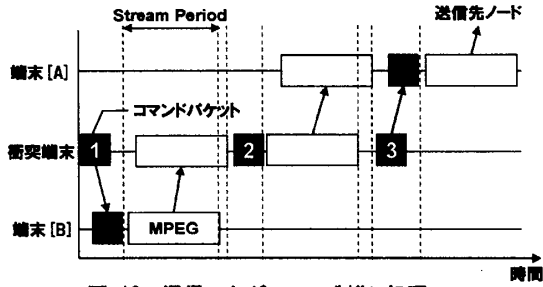 Stream Period
送信先ノード
端末[A]
コマンドパケット
1
2
3
衝突端末
端末[B]
MPEG
時間